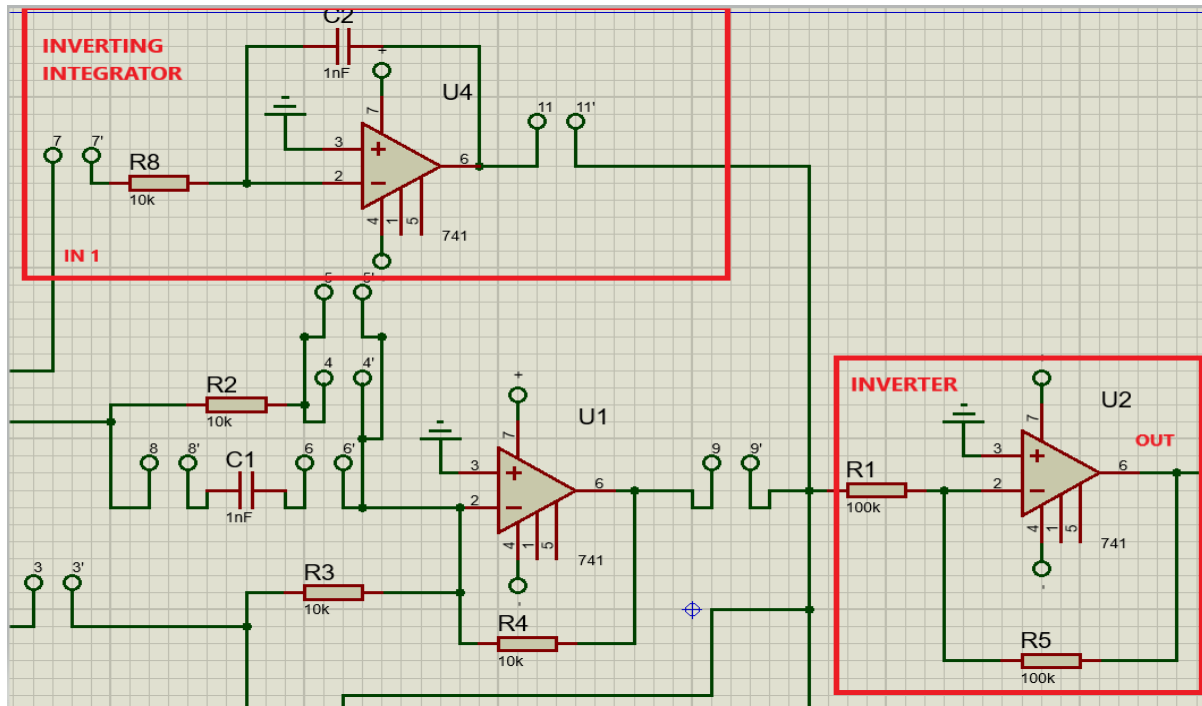 C2
INVERTING
INTEGRATOR
1nF
+
U4
7
11
11'
7
7'
3
+
R8
6
2
−
10k
4
1
5
741
IN 1
5
5'
4
4'
+
R2
10k
U1
7
8
8'
C1
6
6'
3
+
9
9'
6
2
−
1nF
4
1
5
741
3
3'
R3
10k
-
R4
10k
INVERTER
U2
7
OUT
3
+
6
R1
2
−
100k
4
1
5
741
-
R5
100k